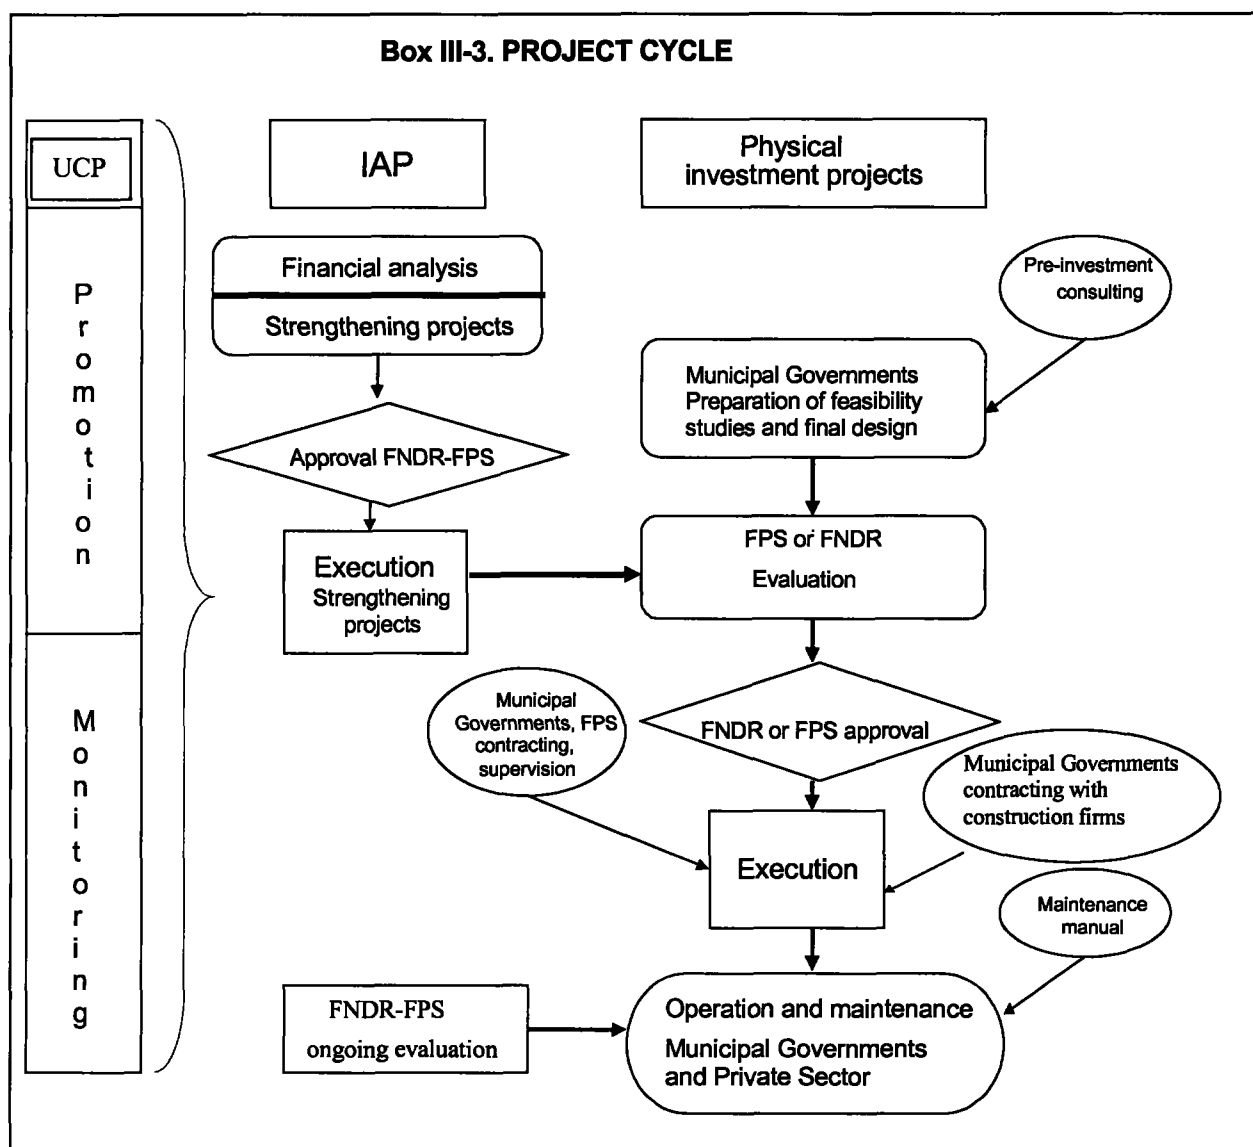 Box III-3. PROJECT CYCLE
UCP
Promotion
Monitoring
IAP
Financial analysis
Strengthening projects
Approval FNDR-FPS
Execution
Strengthening
projects
Physical
investment projects
Pre-investment
consulting
Municipal Governments
Preparation of feasibility
studies and final design
FPS or FNDR
Evaluation
FNDR or FPS approval
Municipal
Governments, FPS
contracting,
supervision
Municipal Governments
contracting with
construction firms
Execution
Maintenance
manual
FNDR-FPS
ongoing evaluation
Operation and maintenance
Municipal Governments
and Private Sector